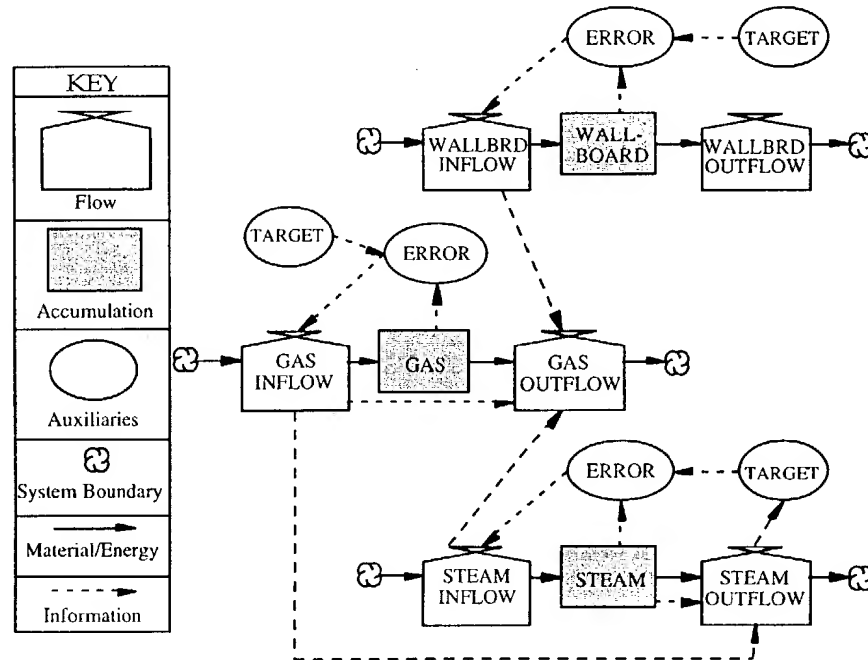 KEY
Flow
Accumulation
Auxiliaries
System Boundary
Material/Energy
Information
ERROR
TARGET
WALLBRD
INFLOW
WALL-
BOARD
WALLBRD
OUTFLOW
TARGET
ERROR
GAS
INFLOW
GAS
GAS
OUTFLOW
ERROR
TARGET
STEAM
INFLOW
STEAM
STEAM
OUTFLOW